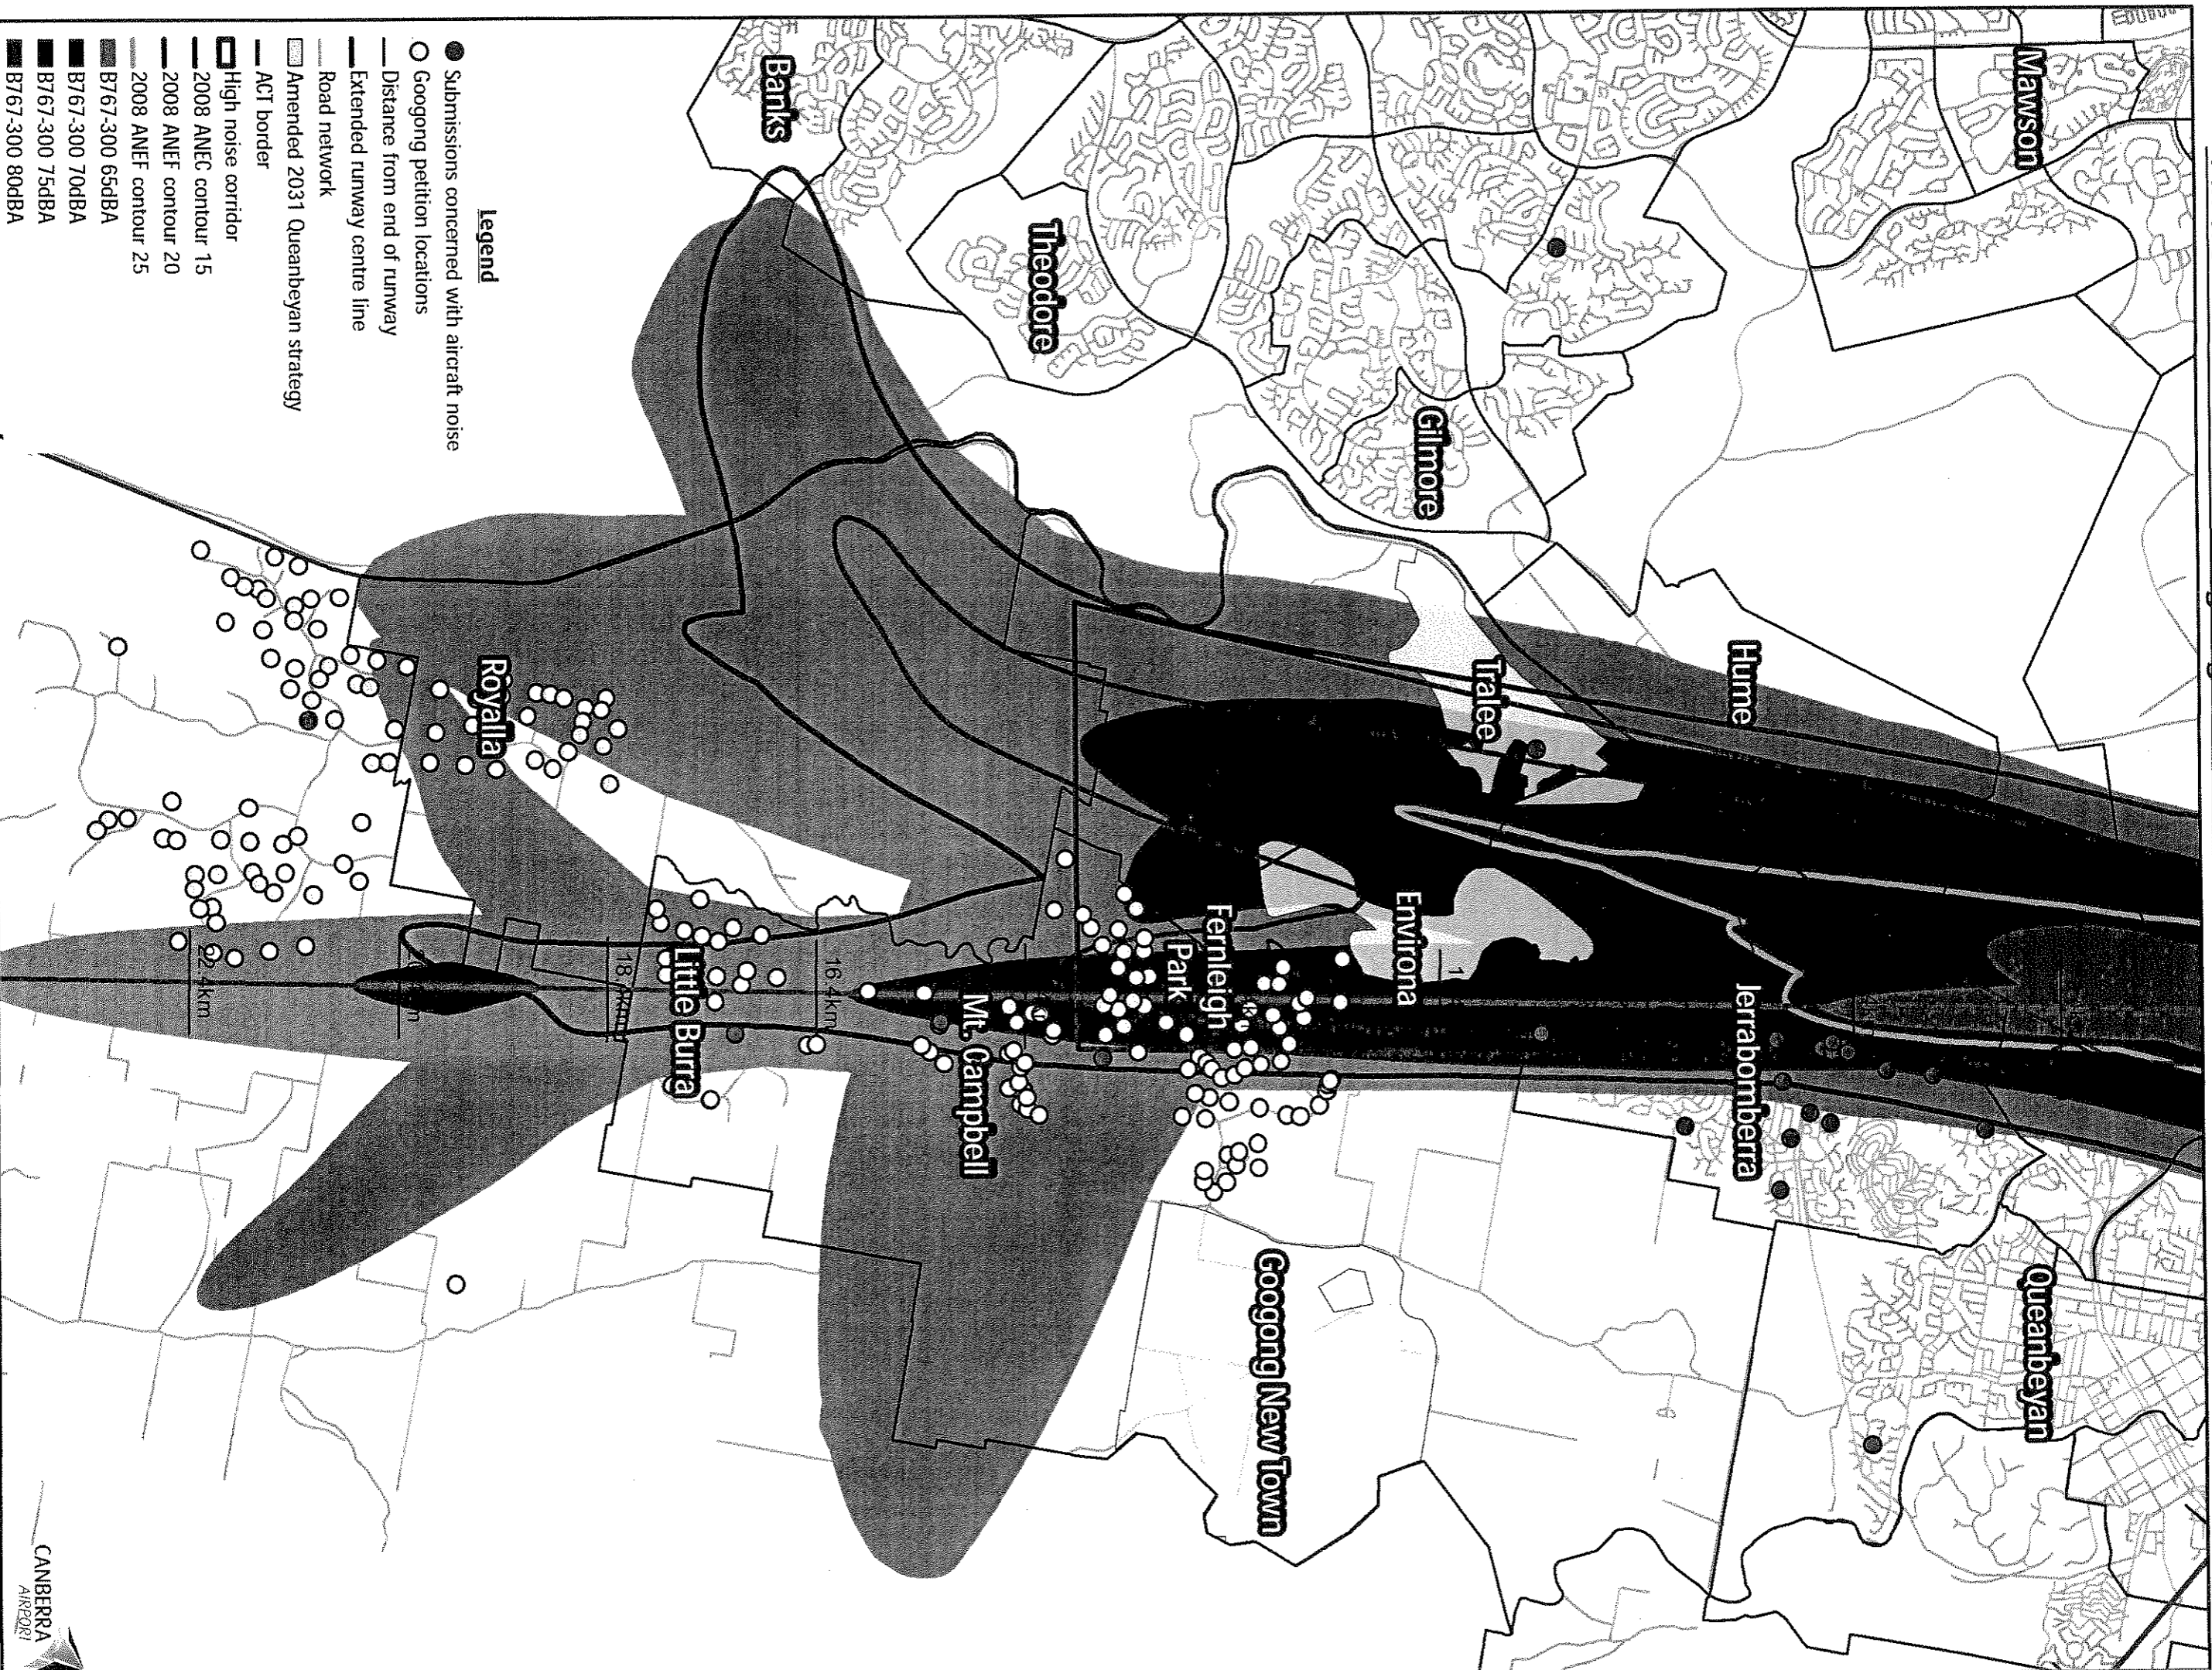 Mawson
Queanbeyan
Hume
Jerrabomberra
Tralee
Gilmore
Environa
Googong New Town
Fernleigh
Park
Theodore
Mt. Campbell
Banks
16.4km
Little Burra
18.4km
Royalla
22.4km
Legend
Submissions concerned with aircraft noise
Googong petition locations
Distance from end of runway
Extended runway centre line
Road network
Amended 2031 Queanbeyan strategy
ACT border
High noise corridor
2008 ANEC contour 15
2008 ANEF contour 20
2008 ANEF contour 25
B767-300 65dBA
B767-300 70dBA
B767-300 75dBA
B767-300 80dBA
CANBERRA
AIRPORT